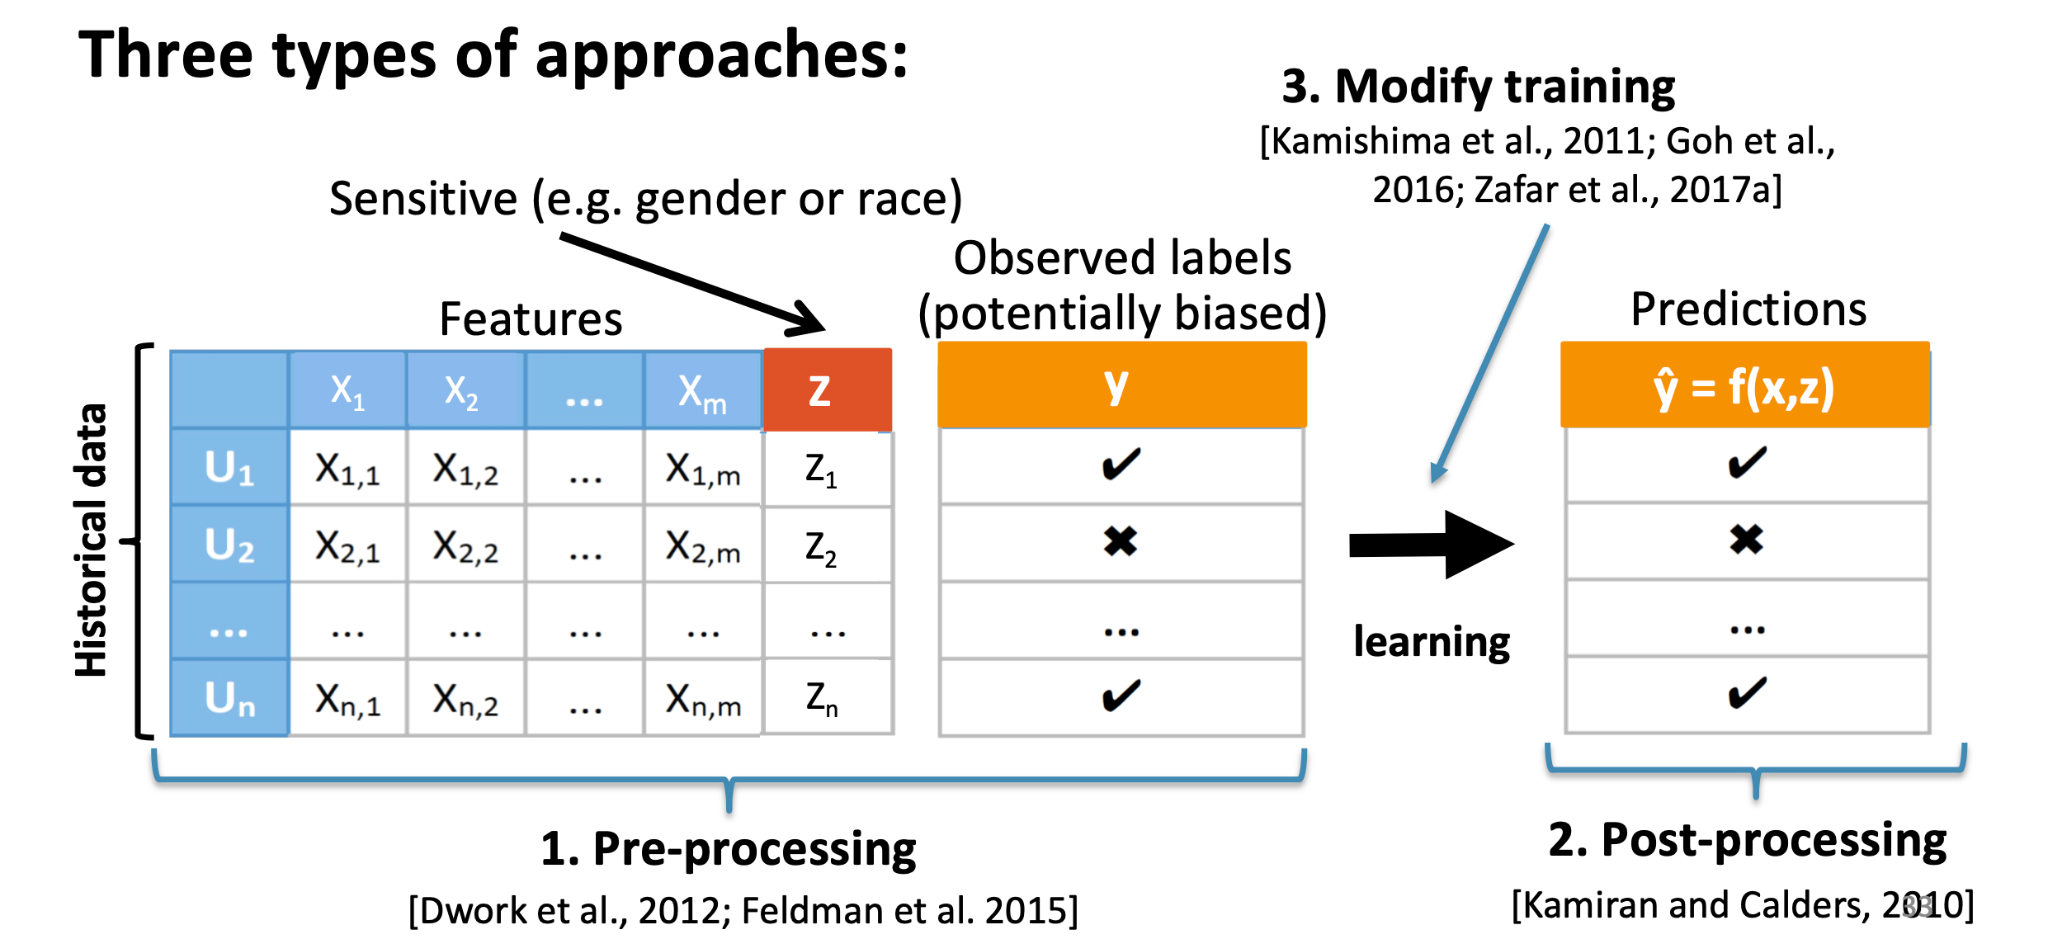 Three types of approaches:
3. Modify training
[Kamishima et al., 2011; Goh et al.,
2016; Zafar et al., 2017a]
Sensitive (e.g. gender or race)
Features
Observed labels
(potentially biased)
Predictions
Historical data
X1 X2 ... Xm z y ŷ = f(x,z)
U1 X1,1 X1,2 ... X1,m Z1 ✔ ✔
U2 X2,1 X2,2 ... X2,m Z2 ✖ ✖
... ... ... ... ... ... ... ...
Un Xn,1 Xn,2 ... Xn,m Zn ✔ ✔
learning
1. Pre-processing
[Dwork et al., 2012; Feldman et al. 2015]
2. Post-processing
[Kamiran and Calders, 2010]
33